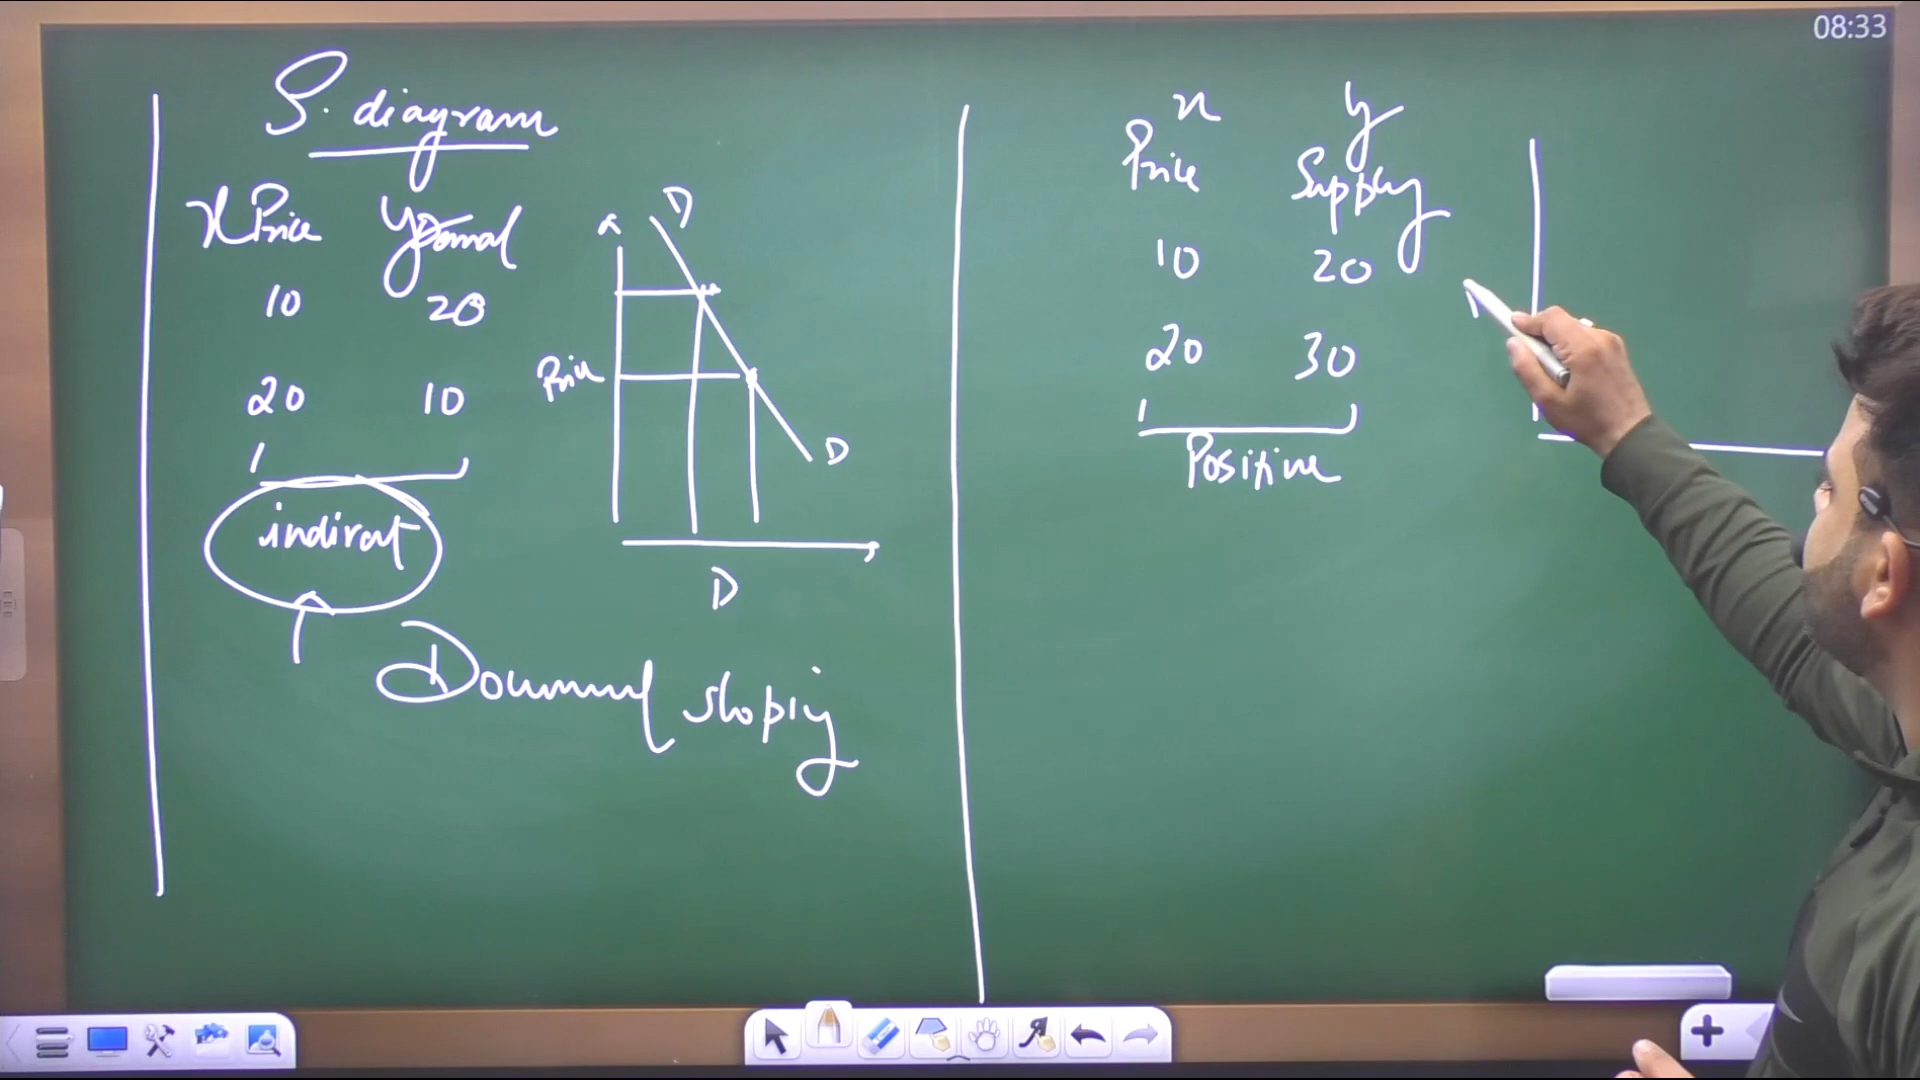 08:33
S. diagram
x Price y Demad
10 20
20 10
indirect
Downward sloping
D
Price
D
D
x y
Price Supply
10 20
20 30
Positive